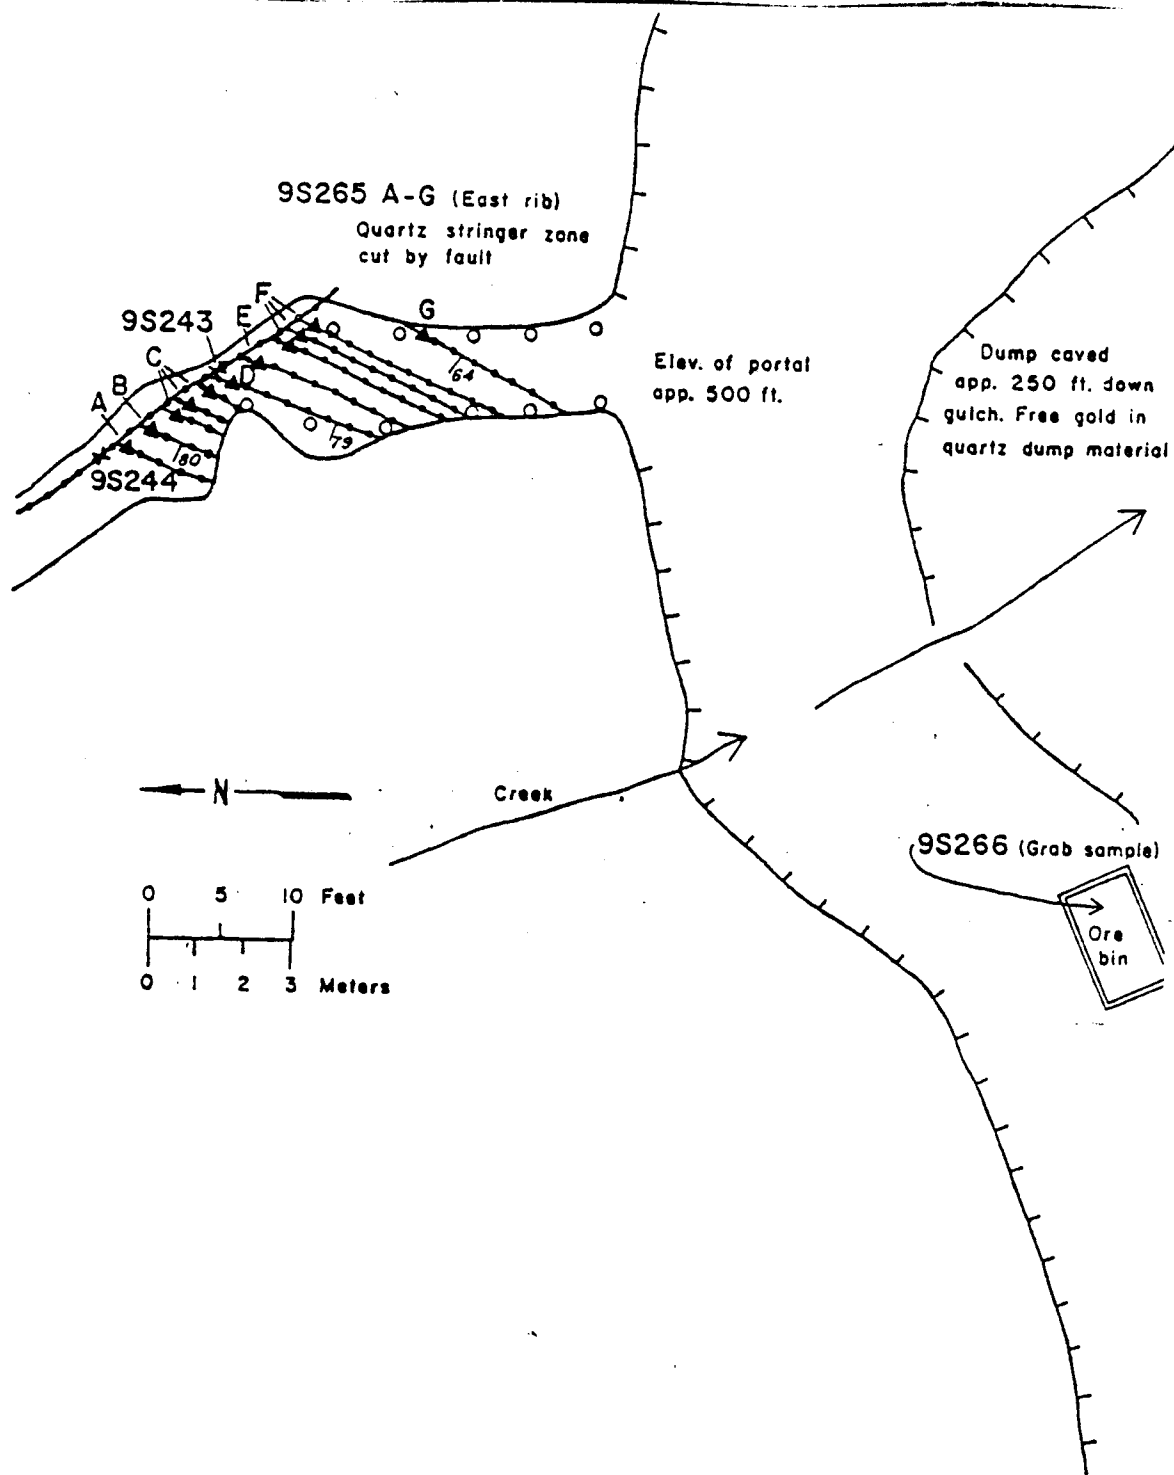 9S265 A-G (East rib)
Quartz stringer zone
cut by fault
F
G
E
9S243
C
D
B
A
64
79
80
9S244
Elev. of portal
app. 500 ft.
Dump caved
app. 250 ft. down
gulch. Free gold in
quartz dump material
N
Creek
9S266 (Grab sample)
Ore
bin
0 5 10 Feet
0 1 2 3 Meters